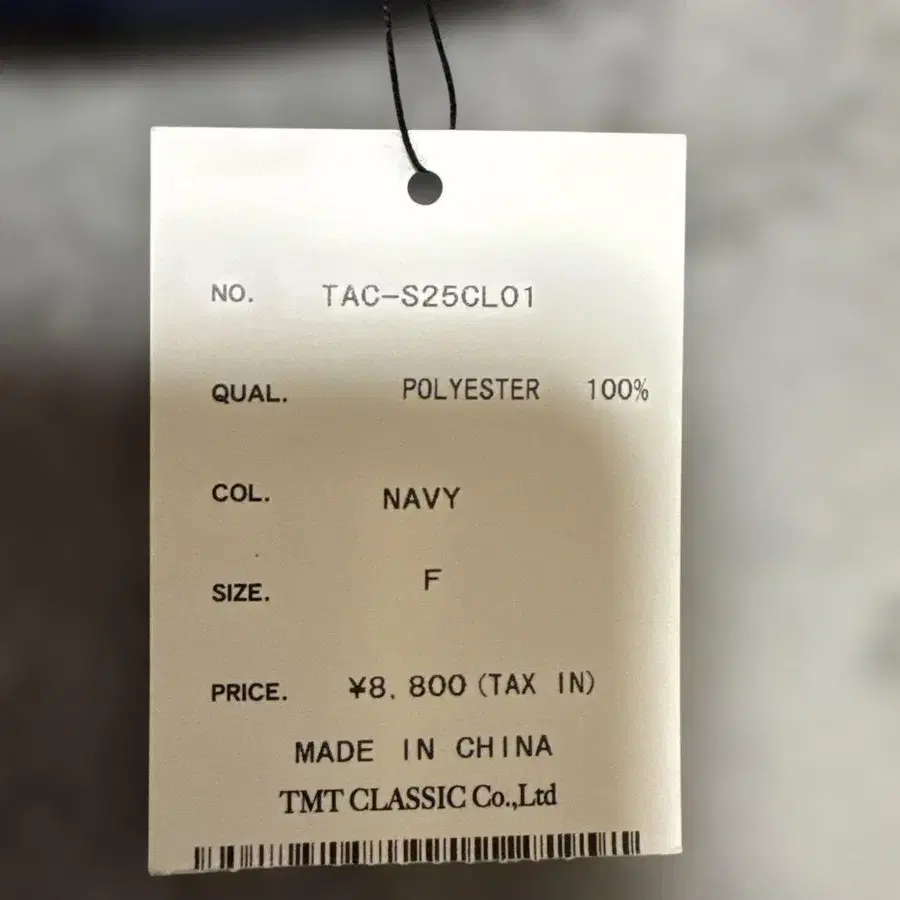 NO. TAC-S25CL01
QUAL. POLYESTER 100%
COL. NAVY
SIZE. F
PRICE. ¥8,800(TAX IN)
MADE IN CHINA
TMT CLASSIC Co.,Ltd